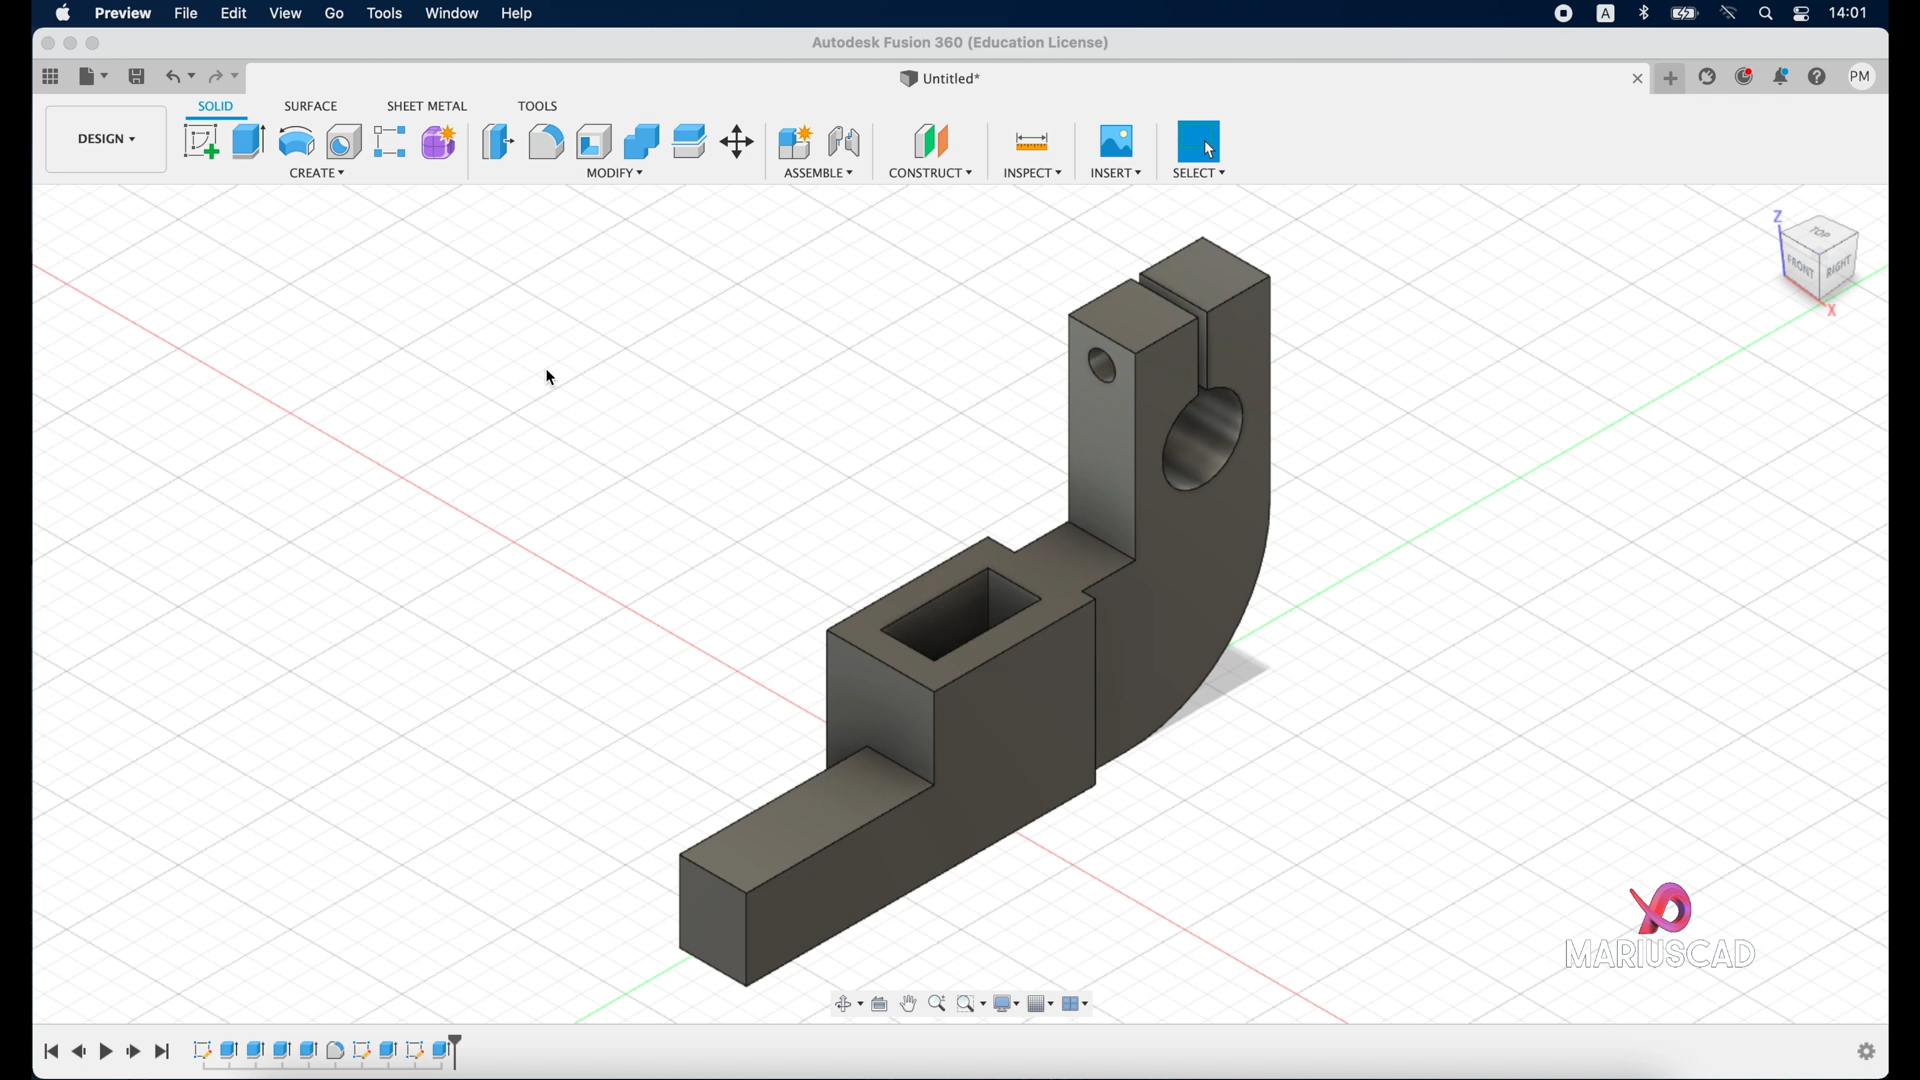 Preview File Edit View Go Tools Window Help A 14:01
Autodesk Fusion 360 (Education License)
Untitled* PM
SOLID SURFACE SHEET METAL TOOLS
DESIGN
CREATE MODIFY ASSEMBLE CONSTRUCT INSPECT INSERT SELECT
Z
TOP
FRONT RIGHT
X
MARIUSCAD